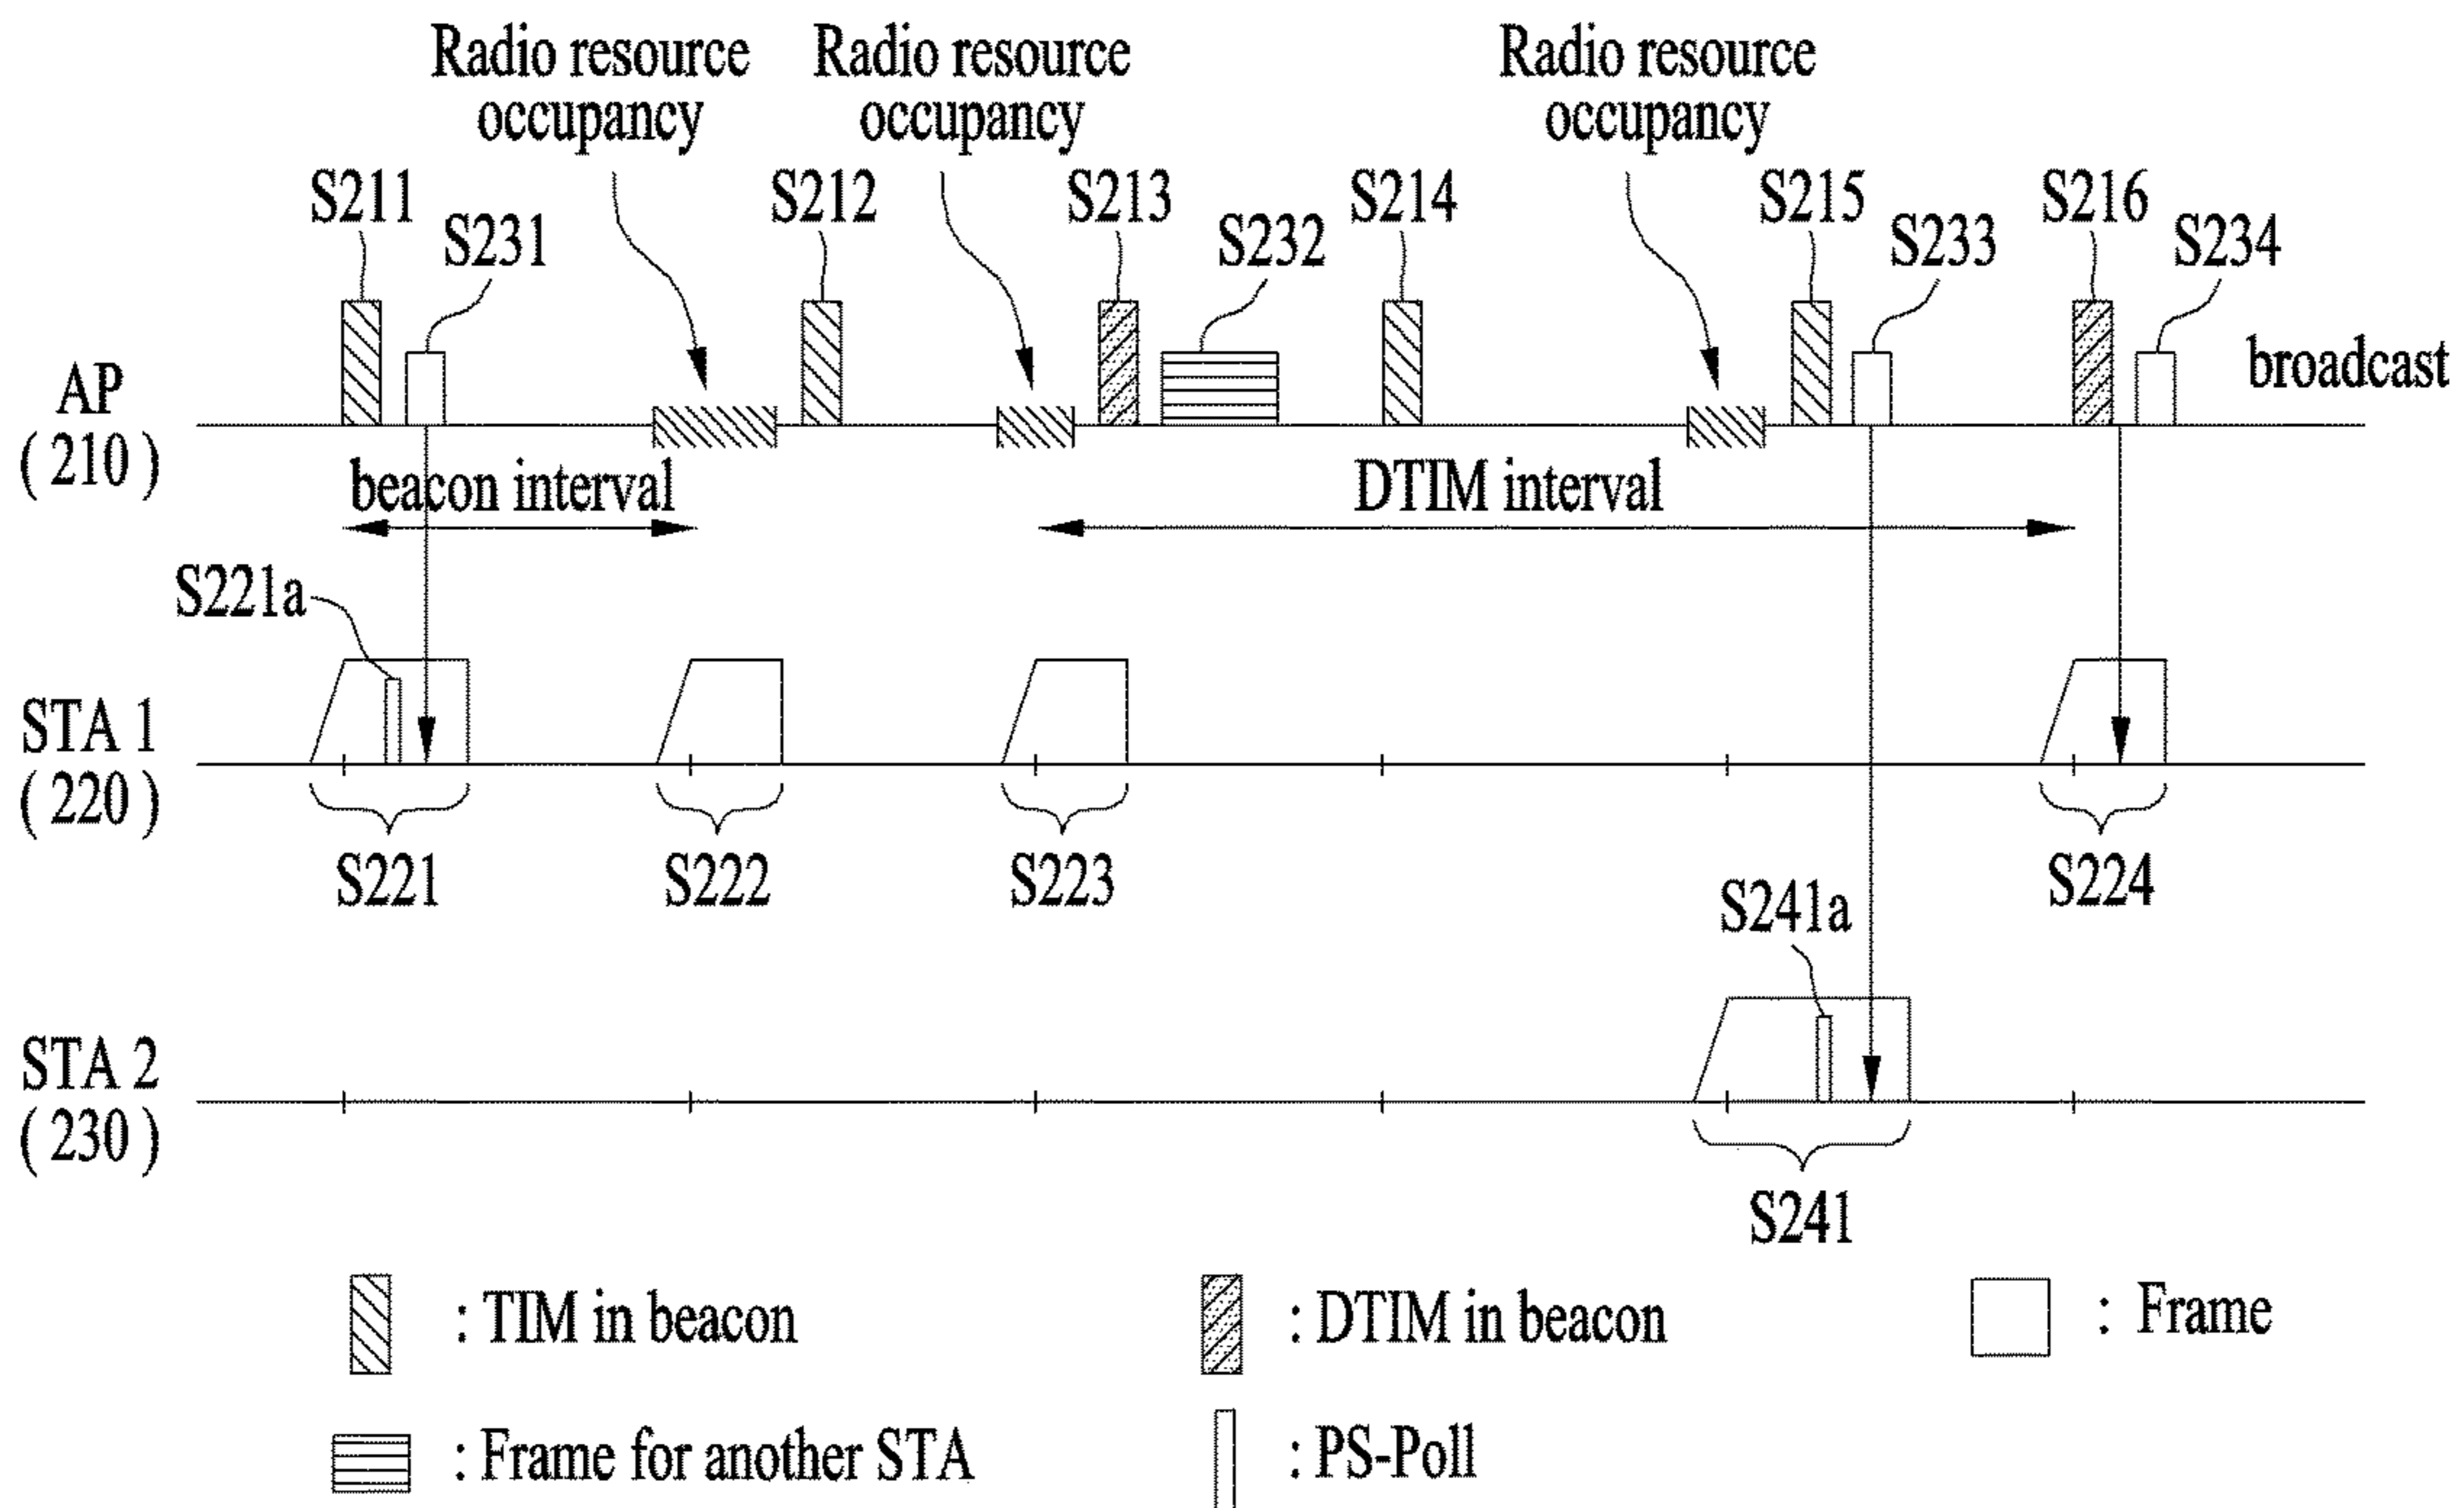 Radio resource
occupancy
Radio resource
occupancy
Radio resource
occupancy
S211
S231
S212
S213
S232
S214
S215
S233
S216
S234
AP
( 210 )
broadcast
beacon interval
DTIM interval
S221a
STA 1
( 220 )
S221
S222
S223
S224
S241a
STA 2
( 230 )
S241
: TIM in beacon
: DTIM in beacon
: Frame
: Frame for another STA
: PS-Poll